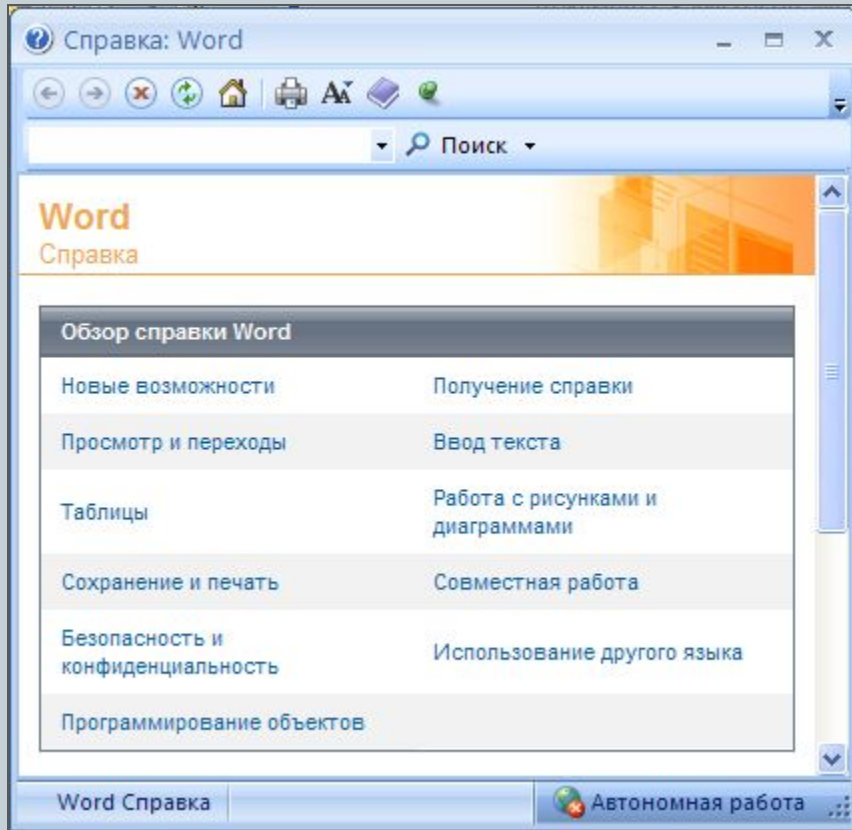 Справка: Word
Поиск
Word
Справка
Обзор справки Word
Новые возможности
Получение справки
Просмотр и переходы
Ввод текста
Таблицы
Работа с рисунками и
диаграммами
Сохранение и печать
Совместная работа
Безопасность и
конфиденциальность
Использование другого языка
Программирование объектов
Word Справка
Автономная работа